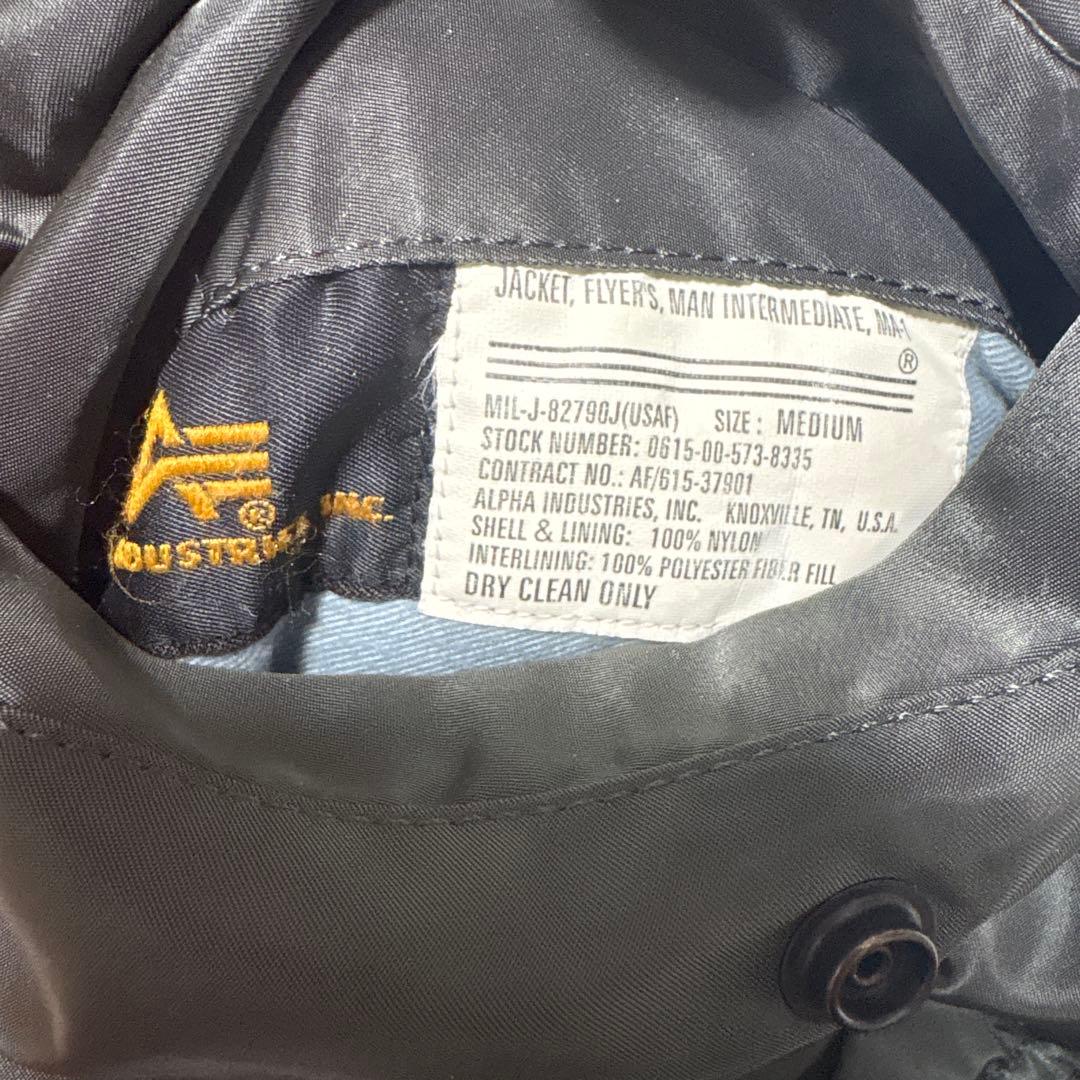 JACKET, FLYER'S, MAN INTERMEDIATE, MA-1
®
MIL-J-82790J(USAF) SIZE: MEDIUM
STOCK NUMBER: 0615-00-573-8335
CONTRACT NO.: AF/615-37901
ALPHA INDUSTRIES, INC. KNOXVILLE, TN, U.S.A.
SHELL & LINING: 100% NYLON
INTERLINING: 100% POLYESTER FIBER FILL
DRY CLEAN ONLY
®
DUSTRIES INC.